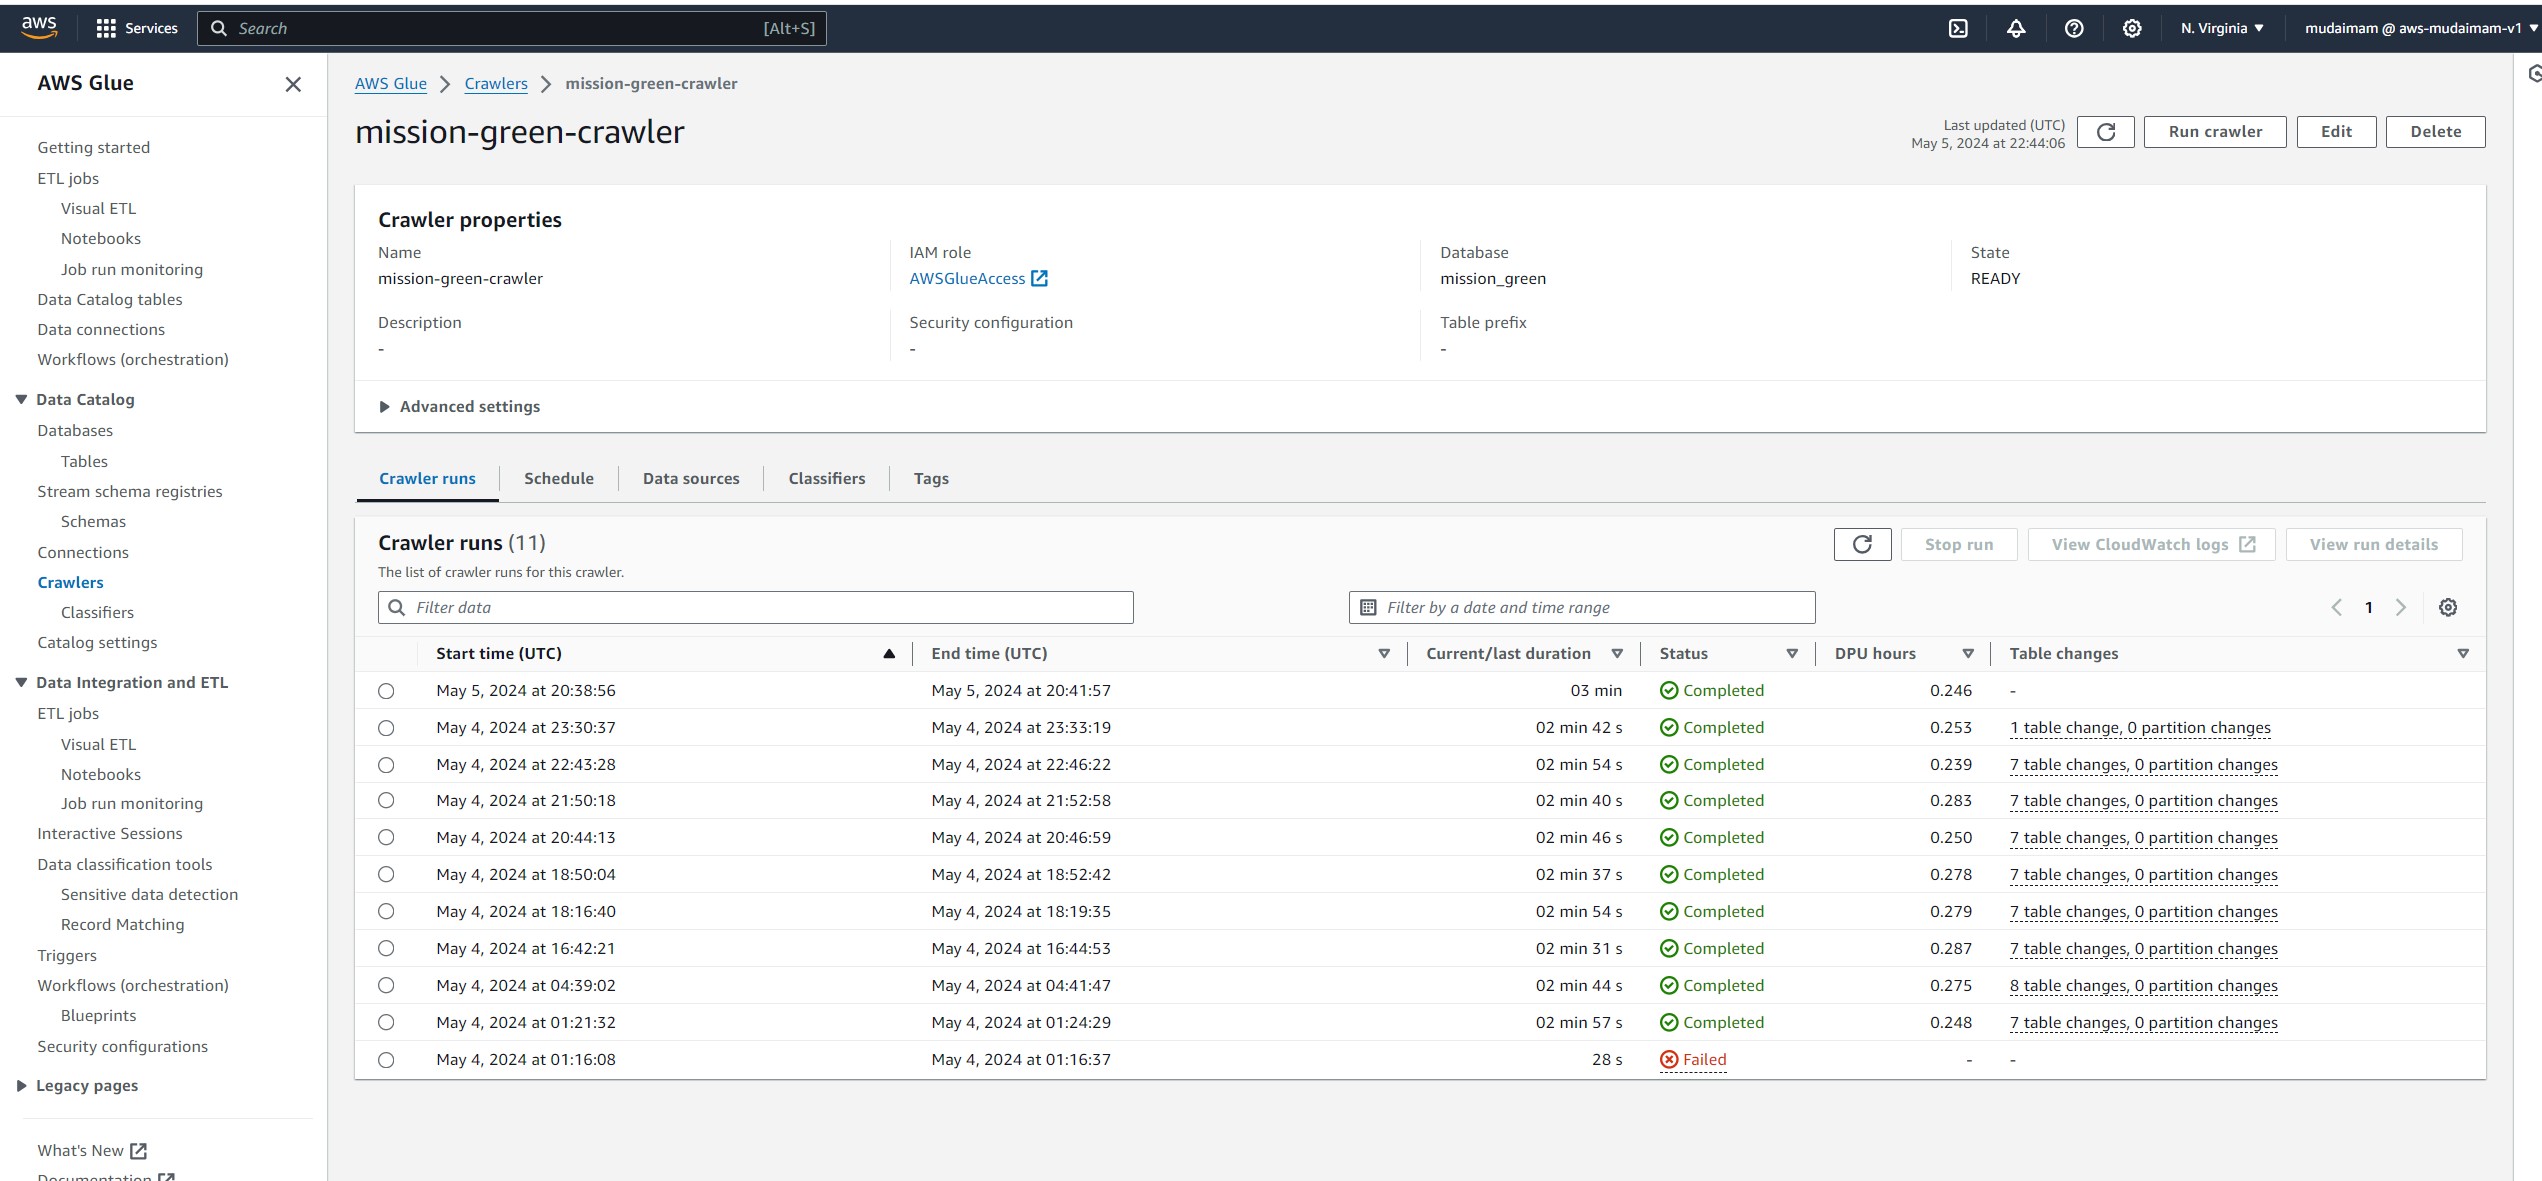 aws
Services
Search
[Alt+S]
N. Virginia
mudaimam @ aws-mudaimam-v1
AWS Glue
Getting started
ETL jobs
Visual ETL
Notebooks
Job run monitoring
Data Catalog tables
Data connections
Workflows (orchestration)
Data Catalog
Databases
Tables
Stream schema registries
Schemas
Connections
Crawlers
Classifiers
Catalog settings
Data Integration and ETL
ETL jobs
Visual ETL
Notebooks
Job run monitoring
Interactive Sessions
Data classification tools
Sensitive data detection
Record Matching
Triggers
Workflows (orchestration)
Blueprints
Security configurations
Legacy pages
What's New
Documentation
AWS Glue > Crawlers > mission-green-crawler
mission-green-crawler
Last updated (UTC)
May 5, 2024 at 22:44:06
Run crawler
Edit
Delete
Crawler properties
Name
mission-green-crawler
IAM role
AWSGlueAccess
Database
mission_green
State
READY
Description
-
Security configuration
-
Table prefix
-
Advanced settings
Crawler runs
Schedule
Data sources
Classifiers
Tags
Crawler runs (11)
The list of crawler runs for this crawler.
Stop run
View CloudWatch logs
View run details
Filter data
Filter by a date and time range
1
Start time (UTC) End time (UTC) Current/last duration Status DPU hours Table changes
May 5, 2024 at 20:38:56 May 5, 2024 at 20:41:57 03 min Completed 0.246 -
May 4, 2024 at 23:30:37 May 4, 2024 at 23:33:19 02 min 42 s Completed 0.253 1 table change, 0 partition changes
May 4, 2024 at 22:43:28 May 4, 2024 at 22:46:22 02 min 54 s Completed 0.239 7 table changes, 0 partition changes
May 4, 2024 at 21:50:18 May 4, 2024 at 21:52:58 02 min 40 s Completed 0.283 7 table changes, 0 partition changes
May 4, 2024 at 20:44:13 May 4, 2024 at 20:46:59 02 min 46 s Completed 0.250 7 table changes, 0 partition changes
May 4, 2024 at 18:50:04 May 4, 2024 at 18:52:42 02 min 37 s Completed 0.278 7 table changes, 0 partition changes
May 4, 2024 at 18:16:40 May 4, 2024 at 18:19:35 02 min 54 s Completed 0.279 7 table changes, 0 partition changes
May 4, 2024 at 16:42:21 May 4, 2024 at 16:44:53 02 min 31 s Completed 0.287 7 table changes, 0 partition changes
May 4, 2024 at 04:39:02 May 4, 2024 at 04:41:47 02 min 44 s Completed 0.275 8 table changes, 0 partition changes
May 4, 2024 at 01:21:32 May 4, 2024 at 01:24:29 02 min 57 s Completed 0.248 7 table changes, 0 partition changes
May 4, 2024 at 01:16:08 May 4, 2024 at 01:16:37 28 s Failed - -